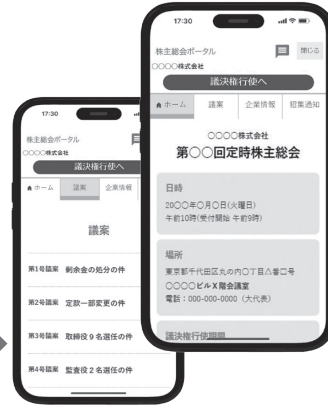 17:30
株主総会ポータル
閉じる
○○○○株式会社
議決権行使へ
ホーム
議案
企業情報
招集通知
○○○○株式会社
第○○回定時株主総会
日時
20○○年○月○日(火曜日)
午前10時(受付開始 午前9時)
場所
東京都千代田区丸の内○丁目△番□号
○○○○ビルX階会議室
電話：000-000-0000（大代表）
議決権行使期間
17:30
株主総会ポータル
○○○○株式会社
議決権行使へ
ホーム
議案
企業情報
議案
第1号議案 剰余金の処分の件
第2号議案 定款一部変更の件
第3号議案 取締役9名選任の件
第4号議案 監査役2名選任の件